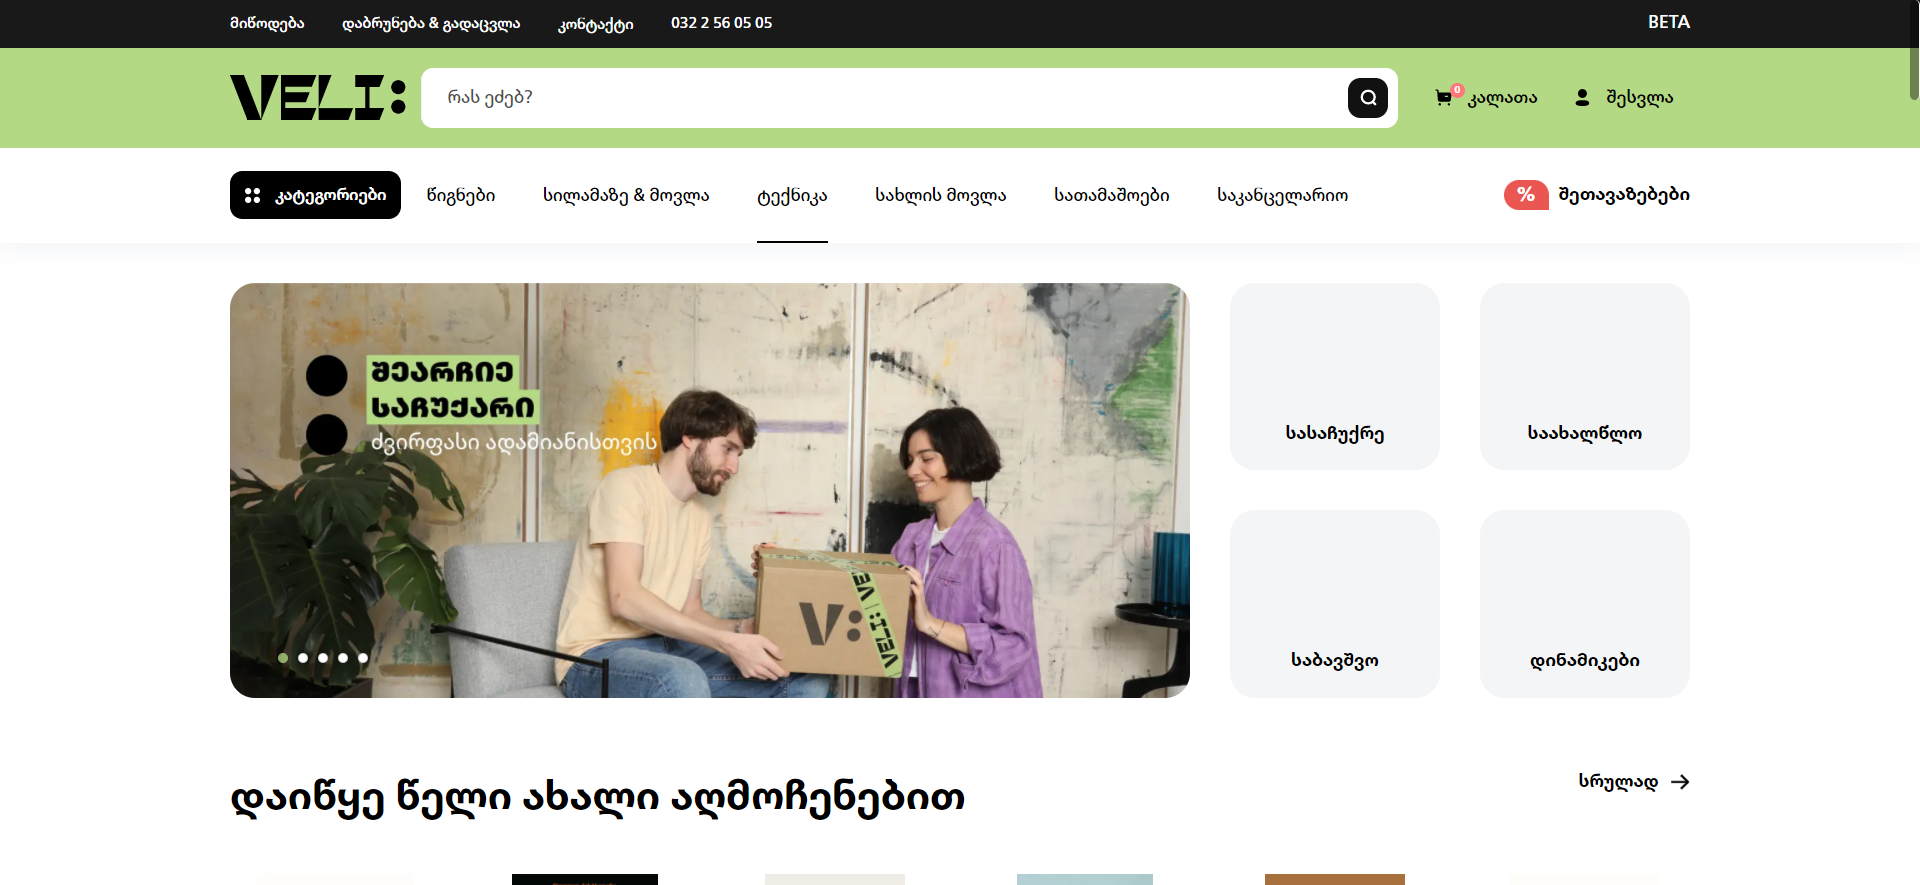 მიწოდება დაბრუნება & გადაცვლა კონტაქტი 032 2 56 05 05 BETA
VELI:
რას ეძებ?
0 კალათა შესვლა
კატეგორიები წიგნები სილამაზე & მოვლა ტექნიკა სახლის მოვლა სათამაშოები საკანცელარიო % შეთავაზებები
შეარჩიე
საჩუქარი
ძვირფასი ადამიანისთვის
V:
VELI:
სასაჩუქრე საახალწლო
საბავშვო დინამიკები
დაიწყე წელი ახალი აღმოჩენებით
სრულად